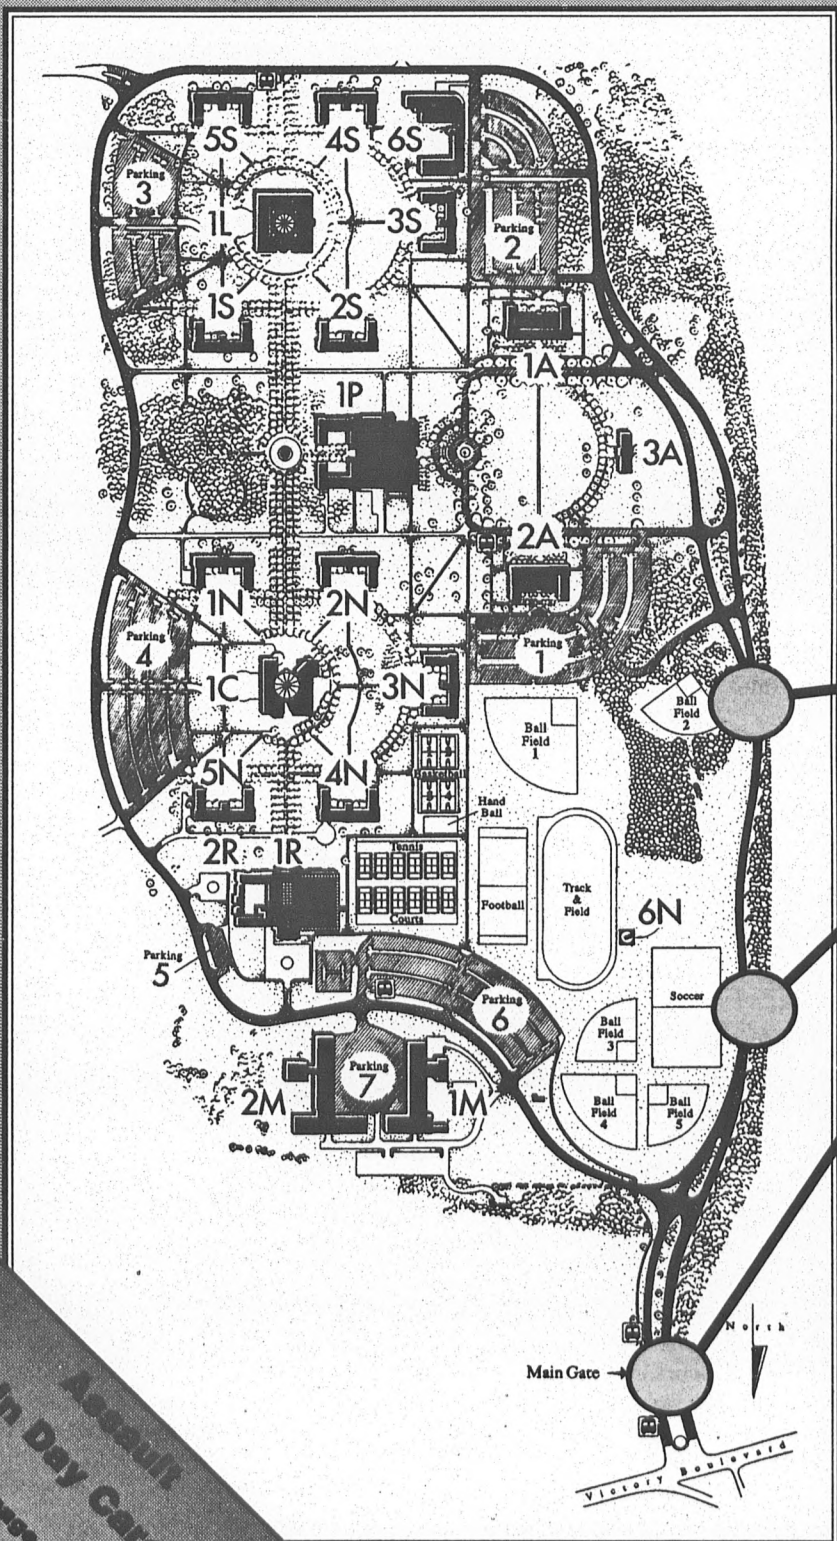 5S
4S
6S
Parking
3
1L
3S
Parking
2
1S
2S
1A
1P
3A
2A
1N
2N
Parking
4
Parking
1
1C
3N
Ball
Field
2
Ball
Field
1
5N
4N
Basketball
Hand
Ball
2R
1R
Tennis
Courts
Football
Track
&
Field
6N
Parking
5
Parking
6
Soccer
Ball
Field
3
Parking
7
2M
1M
Ball
Field
4
Ball
Field
5
North
Main Gate
Victory Boulevard
Assault
in Day Car